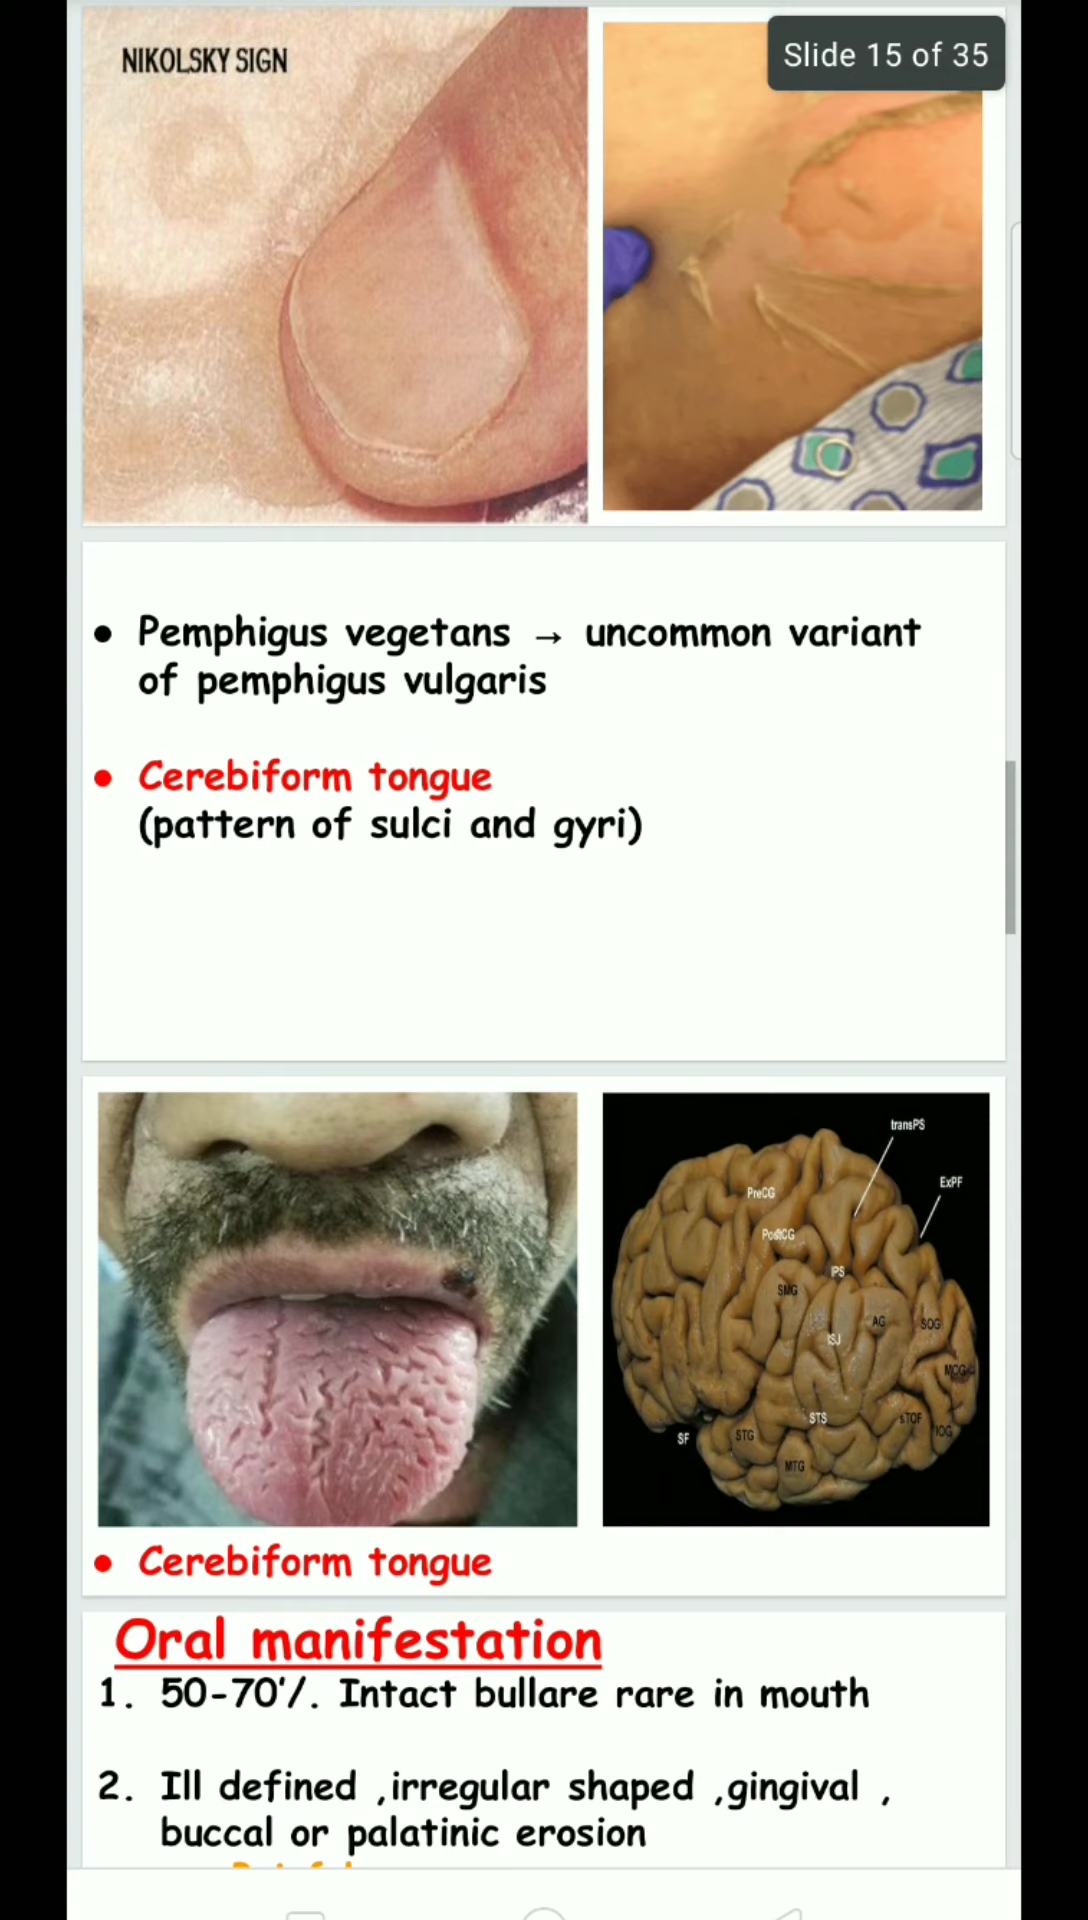 NIKOLSKY SIGN
Slide 15 of 35
• Pemphigus vegetans → uncommon variant
of pemphigus vulgaris
• Cerebiform tongue
(pattern of sulci and gyri)
transPS
ExPF
PreCG
PostCG
IPS
SMG
AG
SOG
ISJ
MOG
STS
sTOF
IOG
SF
STG
MTG
• Cerebiform tongue
Oral manifestation
1. 50-70'/. Intact bullare rare in mouth
2. Ill defined ,irregular shaped ,gingival ,
buccal or palatinic erosion